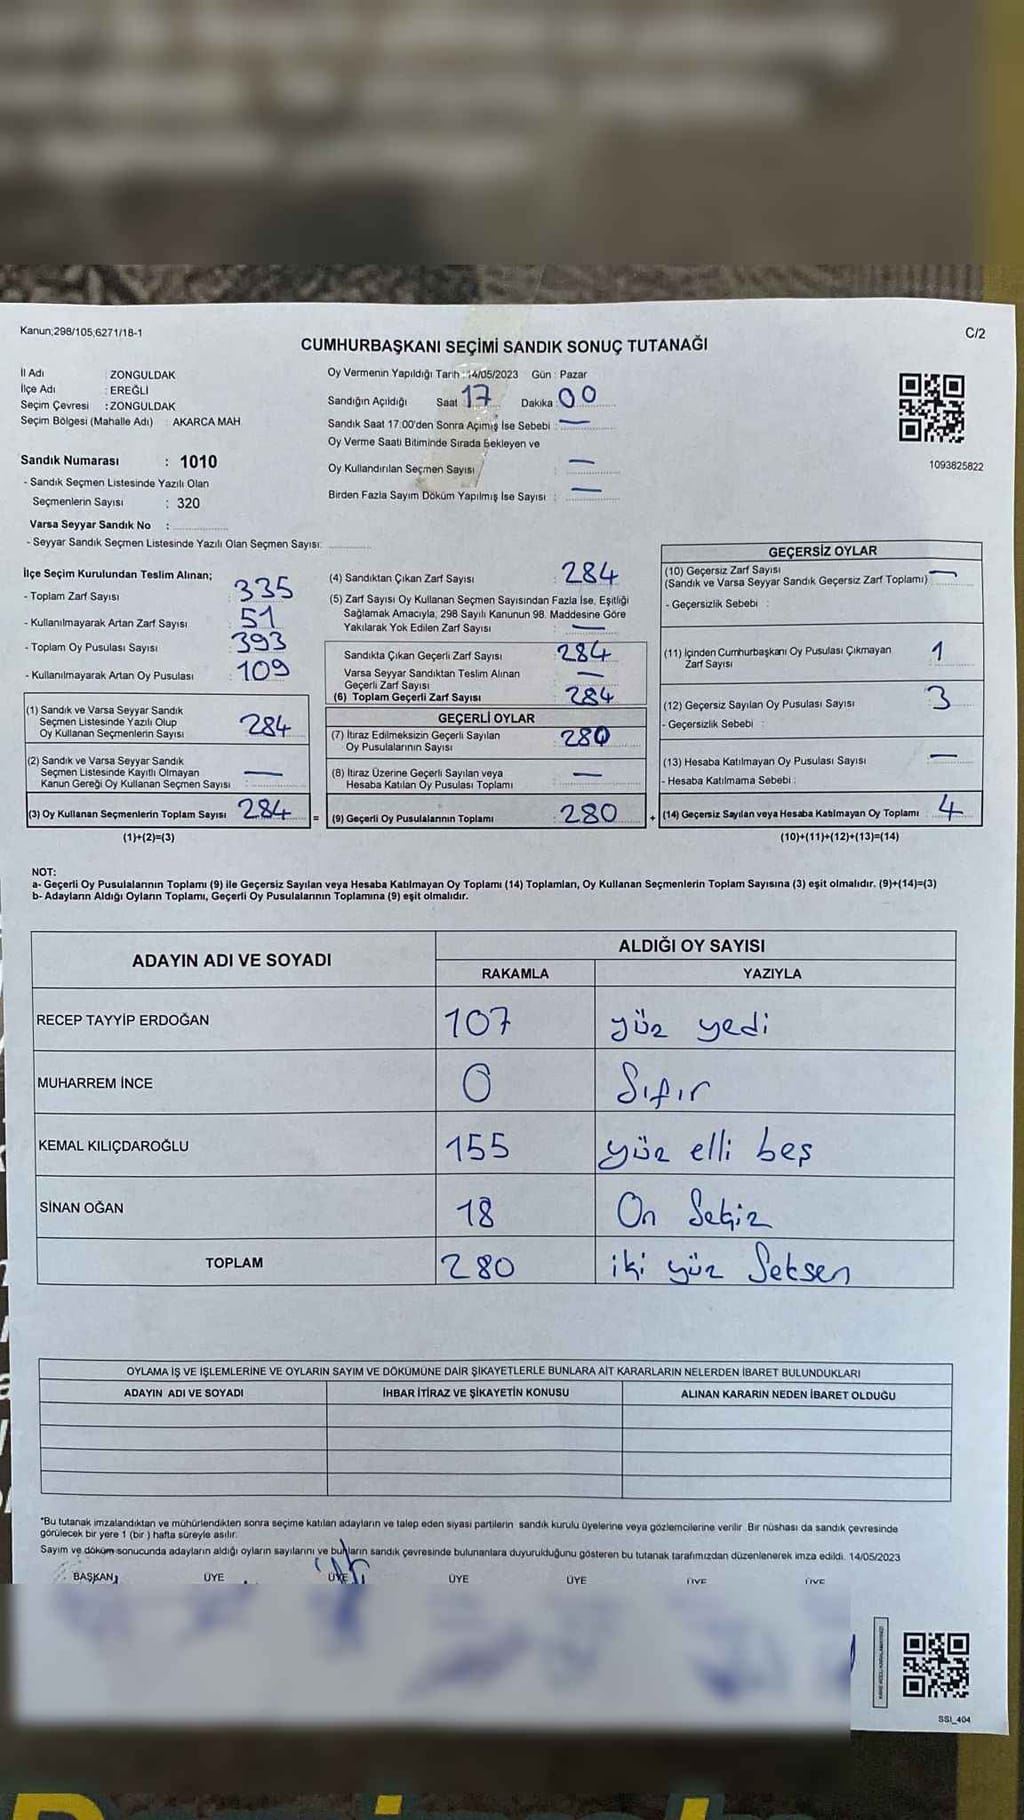 Kanun;298/105,6271/18-1
C/2
CUMHURBAŞKANI SEÇİMİ SANDIK SONUÇ TUTANAĞI
İl Adı : ZONGULDAK
İlçe Adı : EREĞLİ
Seçim Çevresi : ZONGULDAK
Seçim Bölgesi (Mahalle Adı) : AKARCA MAH
Sandık Numarası : 1010
- Sandık Seçmen Listesinde Yazılı Olan
Seçmenlerin Sayısı : 320
Varsa Seyyar Sandık No :
- Seyyar Sandık Seçmen Listesinde Yazılı Olan Seçmen Sayısı:
Oy Vermenin Yapıldığı Tarih : 14/05/2023 Gün : Pazar
Sandığın Açıldığı Saat 17 Dakika : 00
Sandık Saat 17:00'den Sonra Açımış İse Sebebi : —
Oy Verme Saati Bitiminde Sırada Bekleyen ve
Oy Kullandırılan Seçmen Sayısı : —
Birden Fazla Sayım Döküm Yapılmış İse Sayısı : —
1093825822
İlçe Seçim Kurulundan Teslim Alınan;
- Toplam Zarf Sayısı : 335
- Kullanılmayarak Artan Zarf Sayısı : 51
- Toplam Oy Pusulası Sayısı : 393
- Kullanılmayarak Artan Oy Pusulası : 109
(1) Sandık ve Varsa Seyyar Sandık
Seçmen Listesinde Yazılı Olup
Oy Kullanan Seçmenlerin Sayısı : 284
(2) Sandık ve Varsa Seyyar Sandık
Seçmen Listesinde Kayıtlı Olmayan
Kanun Gereği Oy Kullanan Seçmen Sayısı : —
(3) Oy Kullanan Seçmenlerin Toplam Sayısı : 284
(1)+(2)=(3)
(4) Sandıktan Çıkan Zarf Sayısı : 284
(5) Zarf Sayısı Oy Kullanan Seçmen Sayısından Fazla İse, Eşitliği
Sağlamak Amacıyla, 298 Sayılı Kanunun 98. Maddesine Göre
Yakılarak Yok Edilen Zarf Sayısı : —
Sandıkta Çıkan Geçerli Zarf Sayısı : 284
Varsa Seyyar Sandıktan Teslim Alınan
Geçerli Zarf Sayısı : —
(6) Toplam Geçerli Zarf Sayısı : 284
GEÇERLİ OYLAR
(7) İtiraz Edilmeksizin Geçerli Sayılan
Oy Pusulalarının Sayısı : 280
(8) İtiraz Üzerine Geçerli Sayılan veya
Hesaba Katılan Oy Pusulası Toplamı : —
= (9) Geçerli Oy Pusulalarının Toplamı : 280 +
GEÇERSİZ OYLAR
(10) Geçersiz Zarf Sayısı
(Sandık ve Varsa Seyyar Sandık Geçersiz Zarf Toplamı) : —
- Geçersizlik Sebebi :
(11) İçinden Cumhurbaşkanı Oy Pusulası Çıkmayan
Zarf Sayısı : 1
(12) Geçersiz Sayılan Oy Pusulası Sayısı : 3
- Geçersizlik Sebebi :
(13) Hesaba Katılmayan Oy Pusulası Sayısı : —
- Hesaba Katılmama Sebebi :
(14) Geçersiz Sayılan veya Hesaba Katılmayan Oy Toplamı : 4
(10)+(11)+(12)+(13)=(14)
NOT:
a- Geçerli Oy Pusulalarının Toplamı (9) ile Geçersiz Sayılan veya Hesaba Katılmayan Oy Toplamı (14) Toplamları, Oy Kullanan Seçmenlerin Toplam Sayısına (3) eşit olmalıdır. (9)+(14)=(3)
b- Adayların Aldığı Oyların Toplamı, Geçerli Oy Pusulalarının Toplamına (9) eşit olmalıdır.
ADAYIN ADI VE SOYADI ALDIĞI OY SAYISI
RAKAMLA YAZIYLA
RECEP TAYYİP ERDOĞAN 107 yüz yedi
MUHARREM İNCE 0 Sıfır
KEMAL KILIÇDAROĞLU 155 yüz elli beş
SİNAN OĞAN 18 On Sekiz
TOPLAM 280 iki yüz Seksen
OYLAMA İŞ VE İŞLEMLERİNE VE OYLARIN SAYIM VE DÖKÜMÜNE DAİR ŞİKAYETLERLE BUNLARA AİT KARARLARIN NELERDEN İBARET BULUNDUKLARI
ADAYIN ADI VE SOYADI İHBAR İTİRAZ VE ŞİKAYETİN KONUSU ALINAN KARARIN NEDEN İBARET OLDUĞU
*Bu tutanak imzalandıktan ve mühürlendikten sonra seçime katılan adayların ve talep eden siyasi partilerin sandık kurulu üyelerine veya gözlemcilerine verilir. Bir nüshası da sandık çevresinde
görülecek bir yere 1 (bir ) hafta süreyle asılır.
Sayım ve döküm sonucunda adayların aldığı oyların sayılarını ve bunların sandık çevresinde bulunanlara duyurulduğunu gösteren bu tutanak tarafımızdan düzenlenerek imza edildi. 14/05/2023
BAŞKAN ÜYE ÜYE ÜYE ÜYE ÜYE ÜYE
SSI_404